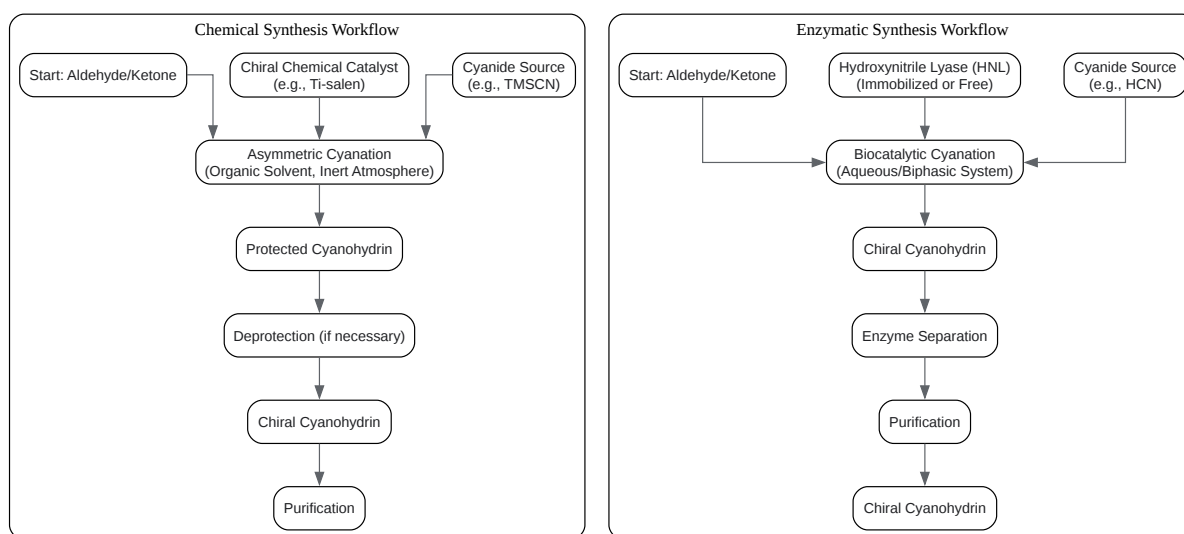 Chemical Synthesis Workflow
Start: Aldehyde/Ketone
Chiral Chemical Catalyst
(e.g., Ti-salen)
Cyanide Source
(e.g., TMSCN)
Asymmetric Cyanation
(Organic Solvent, Inert Atmosphere)
Protected Cyanohydrin
Deprotection (if necessary)
Chiral Cyanohydrin
Purification
Enzymatic Synthesis Workflow
Start: Aldehyde/Ketone
Hydroxynitrile Lyase (HNL)
(Immobilized or Free)
Cyanide Source
(e.g., HCN)
Biocatalytic Cyanation
(Aqueous/Biphasic System)
Chiral Cyanohydrin
Enzyme Separation
Purification
Chiral Cyanohydrin